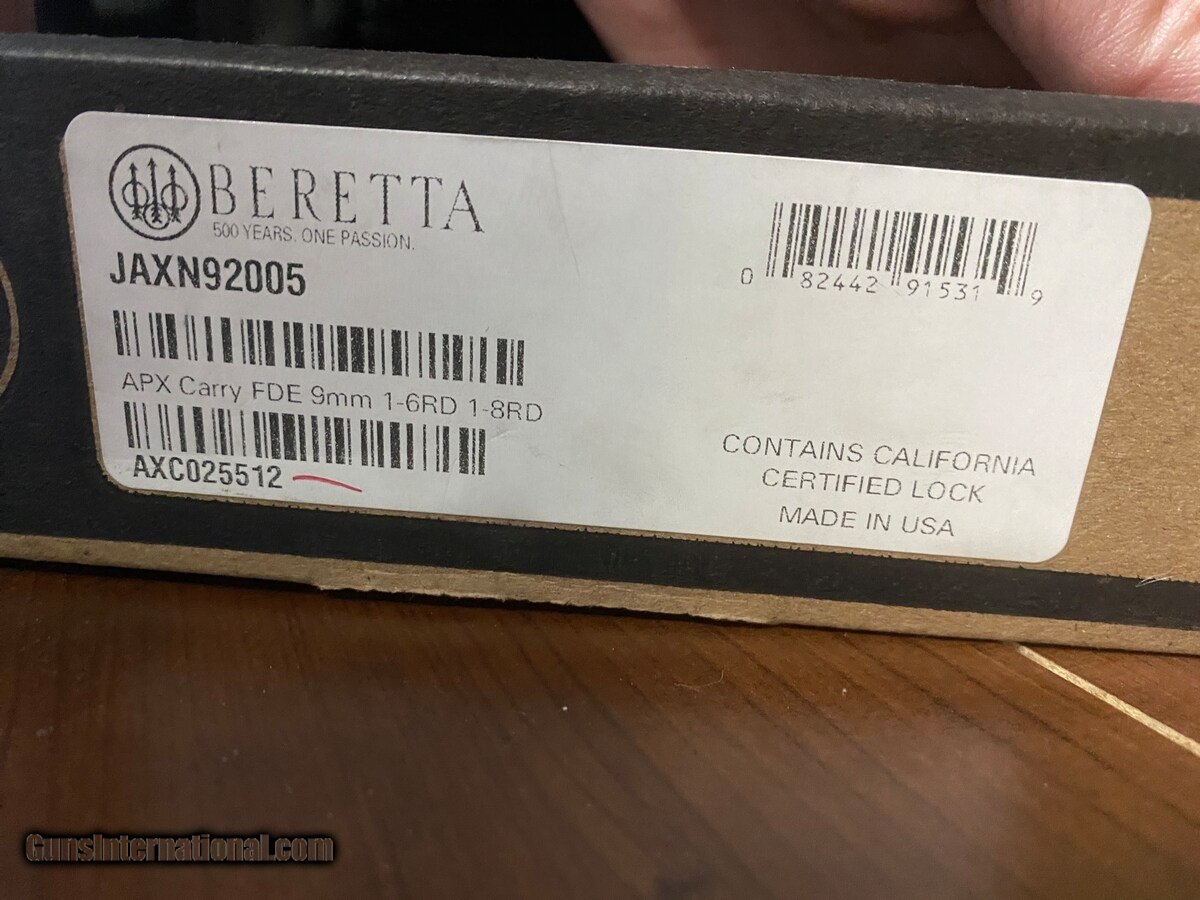 BERETTA
500 YEARS. ONE PASSION.
JAXN92005
APX Carry FDE 9mm 1-6RD 1-8RD
AXC025512
0 82442 91531 9
CONTAINS CALIFORNIA
CERTIFIED LOCK
MADE IN USA
GunsInternational.com